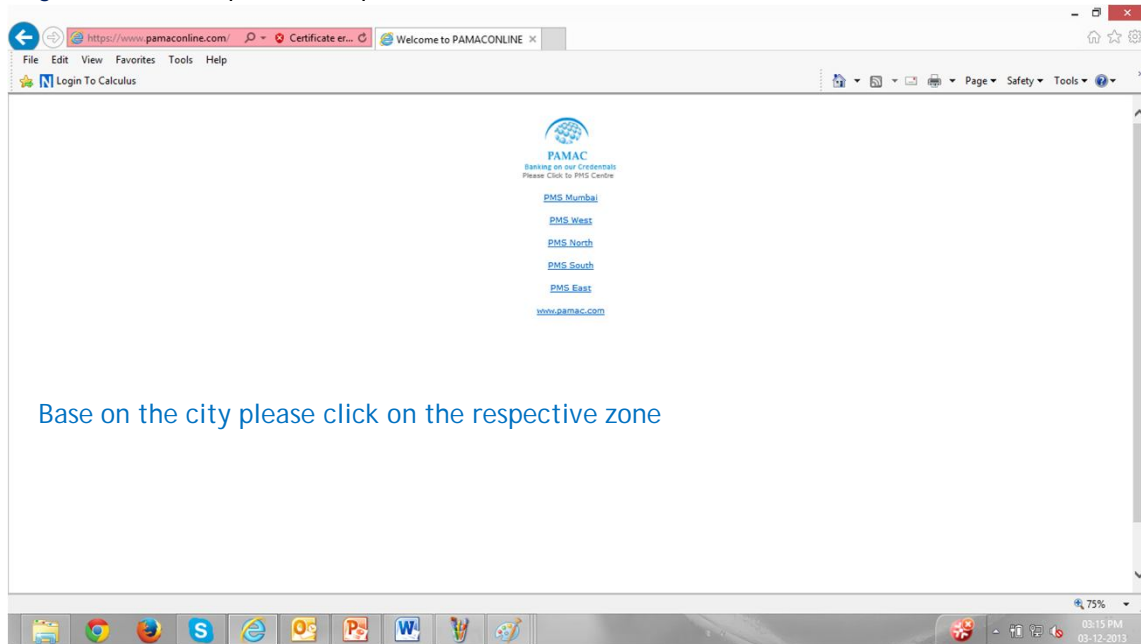 https://www.pamaconline.com/ Certificate er... Welcome to PAMACONLINE
File Edit View Favorites Tools Help
Login To Calculus Page Safety Tools
PAMAC
Banking on our Credentials
Please Click to PMS Centre
PMS Mumbai
PMS West
PMS North
PMS South
PMS East
www.pamac.com
Base on the city please click on the respective zone
75%
03:15 PM
03-12-2013